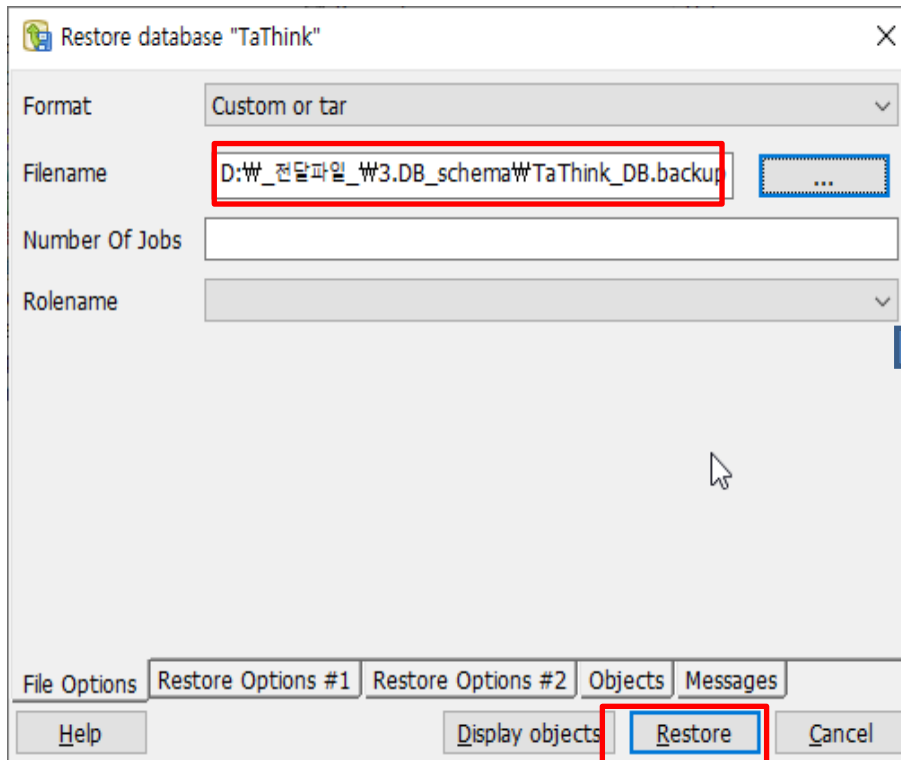 Restore database "TaThink"
Format Custom or tar
Filename D:₩_전달파일_₩3.DB_schema₩TaThink_DB.backup ...
Number Of Jobs
Rolename
File Options Restore Options #1 Restore Options #2 Objects Messages
Help Display objects Restore Cancel